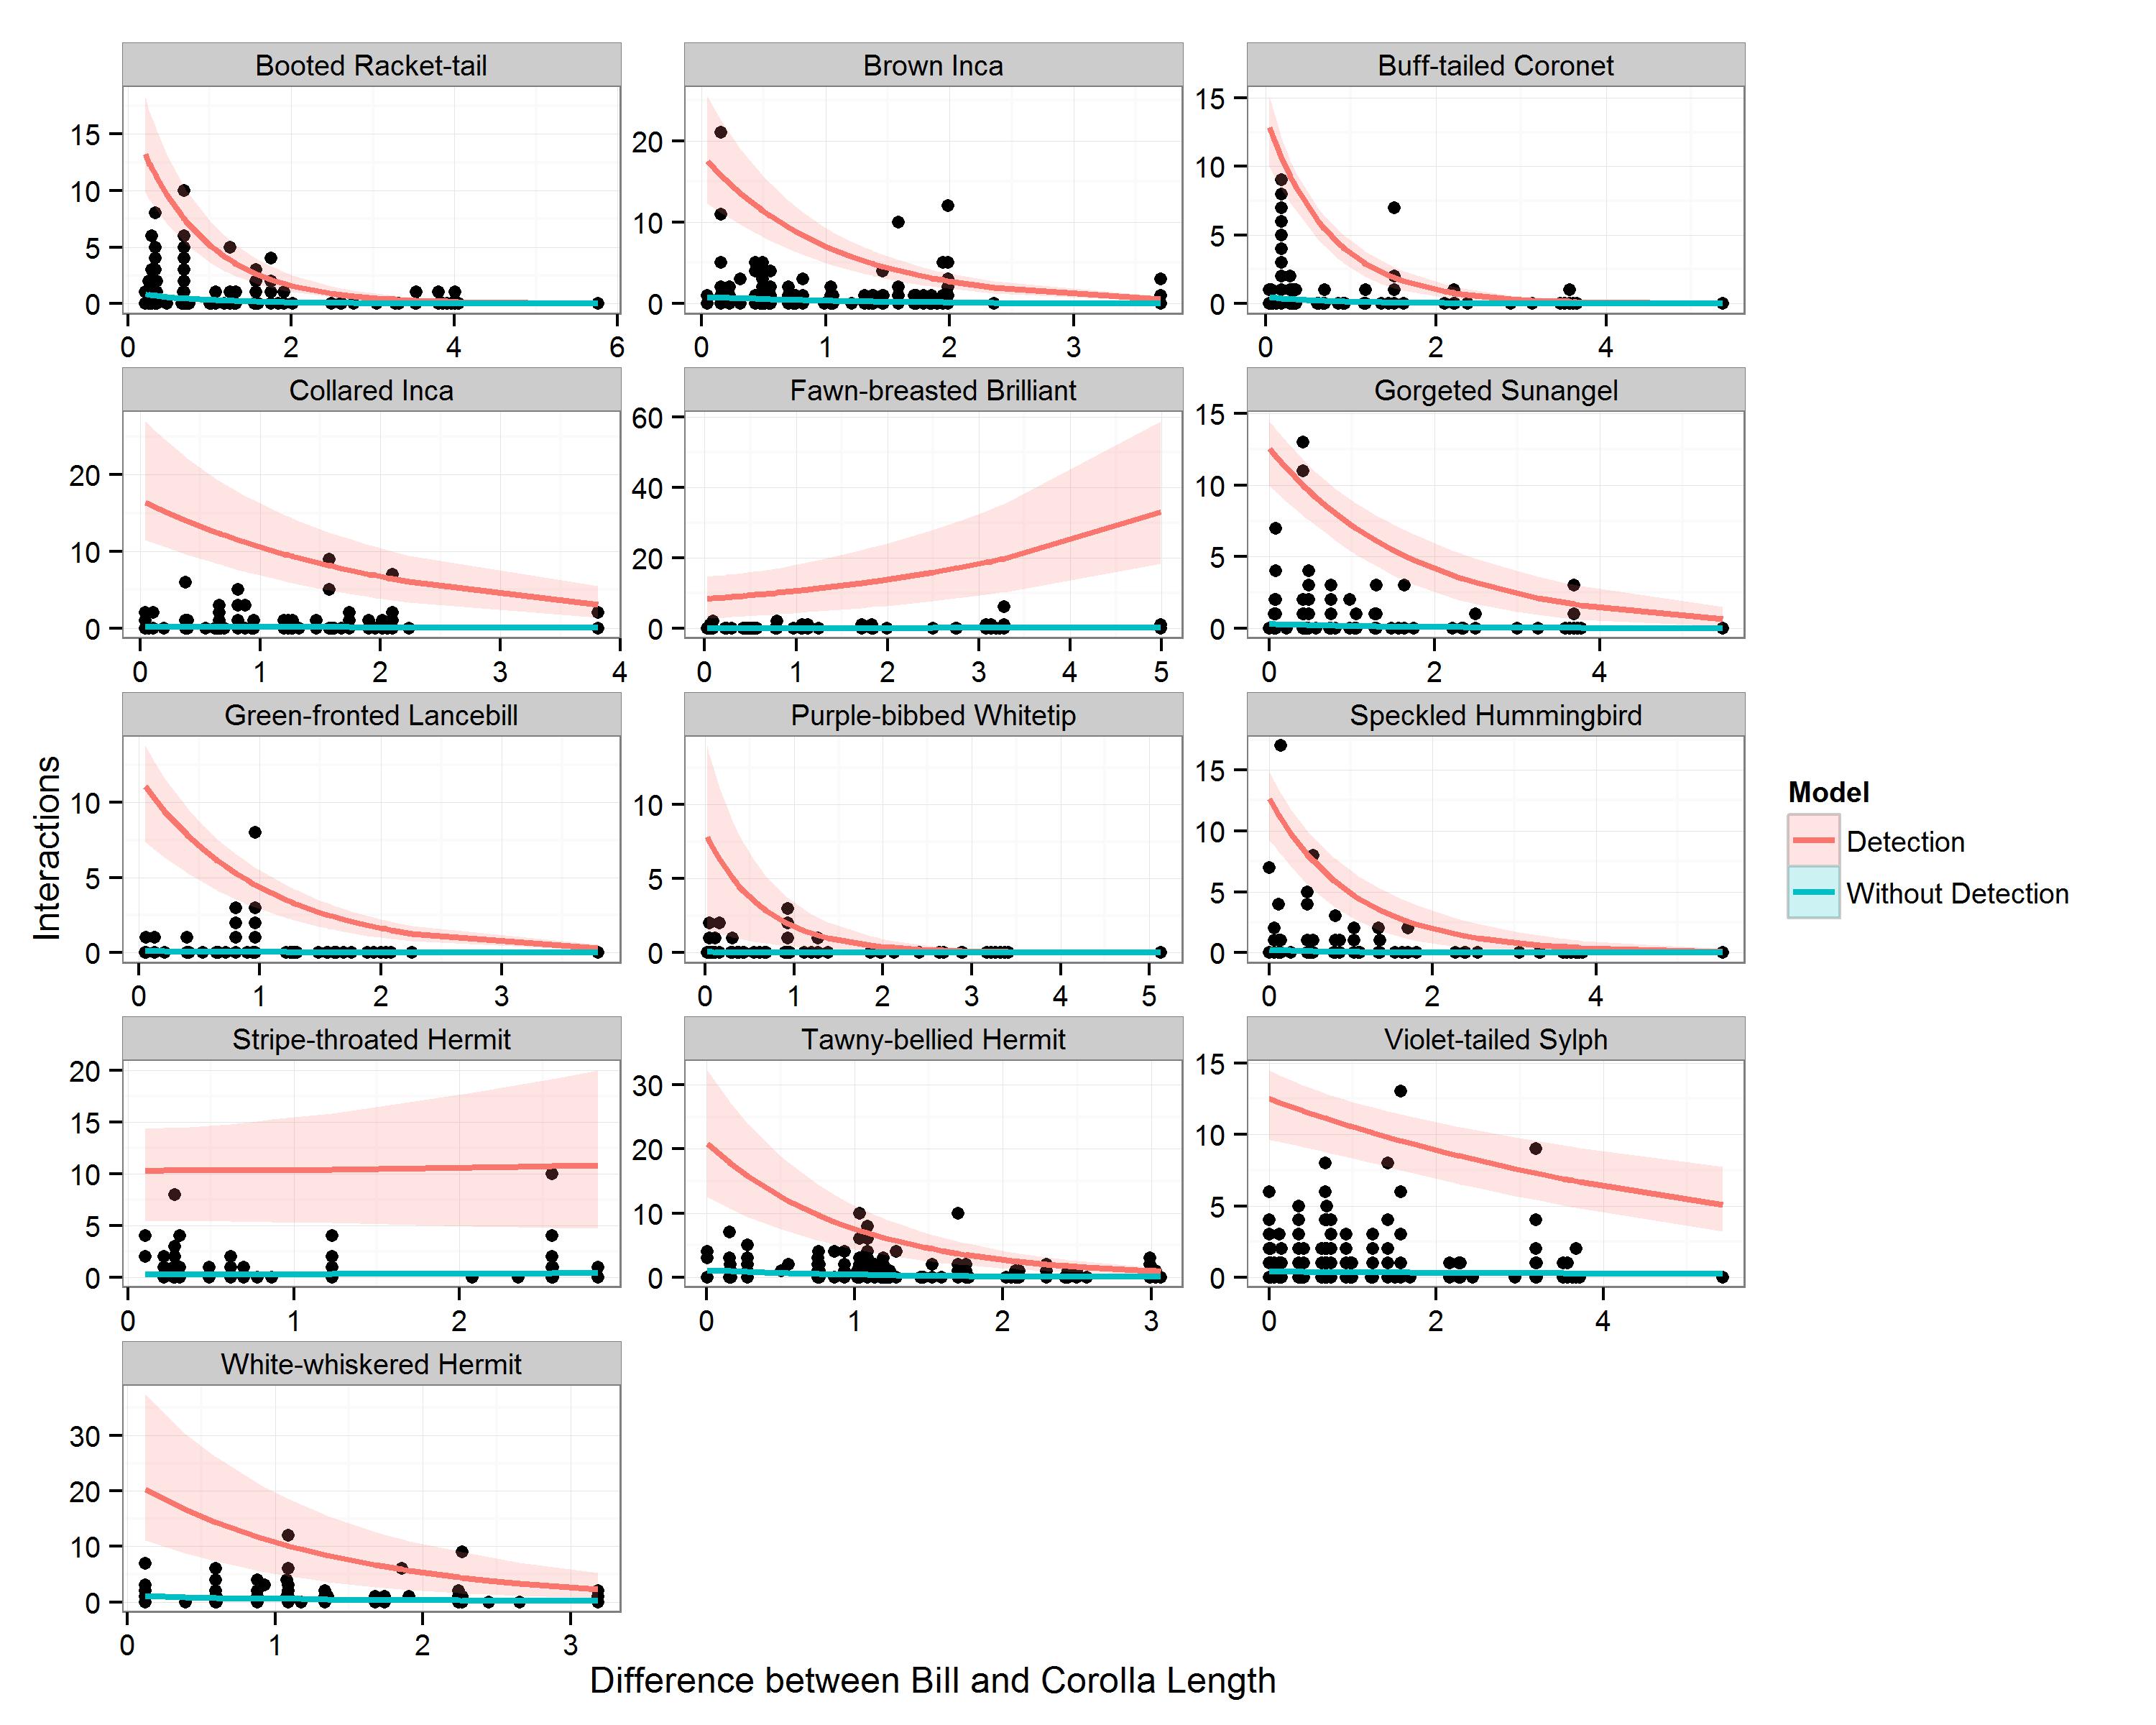 Booted Racket-tail
15
10
5
0
0 2 4 6
Brown Inca
20
10
0
0 1 2 3
Buff-tailed Coronet
15
10
5
0
0 2 4
Collared Inca
20
10
0
0 1 2 3 4
Fawn-breasted Brilliant
60
40
20
0
0 1 2 3 4 5
Gorgeted Sunangel
15
10
5
0
0 2 4
Green-fronted Lancebill
10
5
0
0 1 2 3
Purple-bibbed Whitetip
10
5
0
0 1 2 3 4 5
Speckled Hummingbird
15
10
5
0
0 2 4
Stripe-throated Hermit
20
15
10
5
0
0 1 2
Tawny-bellied Hermit
30
20
10
0
0 1 2 3
Violet-tailed Sylph
15
10
5
0
0 2 4
White-whiskered Hermit
30
20
10
0
0 1 2 3
Interactions
Difference between Bill and Corolla Length
Model
Detection
Without Detection